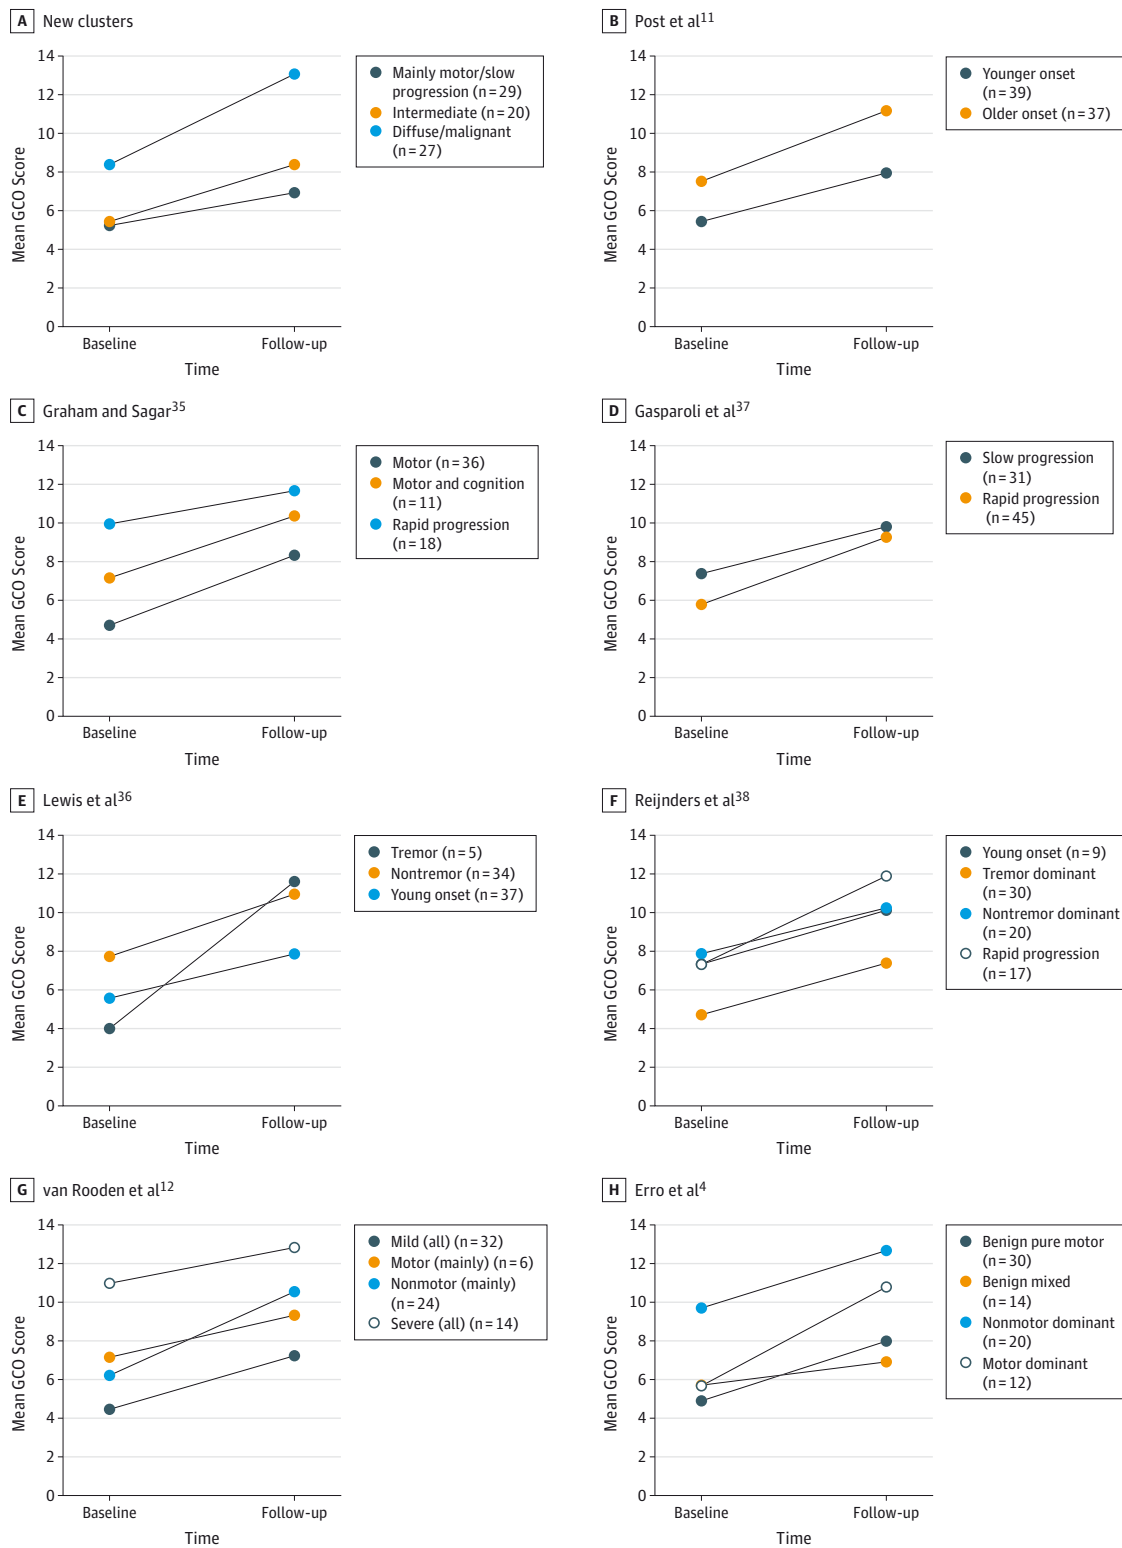 A New clusters
14
12
10
8
6
4
2
0
Mean GCO Score
Baseline
Follow-up
Time
Mainly motor/slow
progression (n = 29)
Intermediate (n = 20)
Diffuse/malignant
(n = 27)
B Post et al11
14
12
10
8
6
4
2
0
Mean GCO Score
Baseline
Follow-up
Time
Younger onset
(n = 39)
Older onset (n = 37)
C Graham and Sagar35
14
12
10
8
6
4
2
0
Mean GCO Score
Baseline
Follow-up
Time
Motor (n = 36)
Motor and cognition
(n = 11)
Rapid progression
(n = 18)
D Gasparoli et al37
14
12
10
8
6
4
2
0
Mean GCO Score
Baseline
Follow-up
Time
Slow progression
(n = 31)
Rapid progression
(n = 45)
E Lewis et al36
14
12
10
8
6
4
2
0
Mean GCO Score
Baseline
Follow-up
Time
Tremor (n = 5)
Nontremor (n = 34)
Young onset (n = 37)
F Reijnders et al38
14
12
10
8
6
4
2
0
Mean GCO Score
Baseline
Follow-up
Time
Young onset (n = 9)
Tremor dominant
(n = 30)
Nontremor dominant
(n = 20)
Rapid progression
(n = 17)
G van Rooden et al12
14
12
10
8
6
4
2
0
Mean GCO Score
Baseline
Follow-up
Time
Mild (all) (n = 32)
Motor (mainly) (n = 6)
Nonmotor (mainly)
(n = 24)
Severe (all) (n = 14)
H Erro et al4
14
12
10
8
6
4
2
0
Mean GCO Score
Baseline
Follow-up
Time
Benign pure motor
(n = 30)
Benign mixed
(n = 14)
Nonmotor dominant
(n = 20)
Motor dominant
(n = 12)